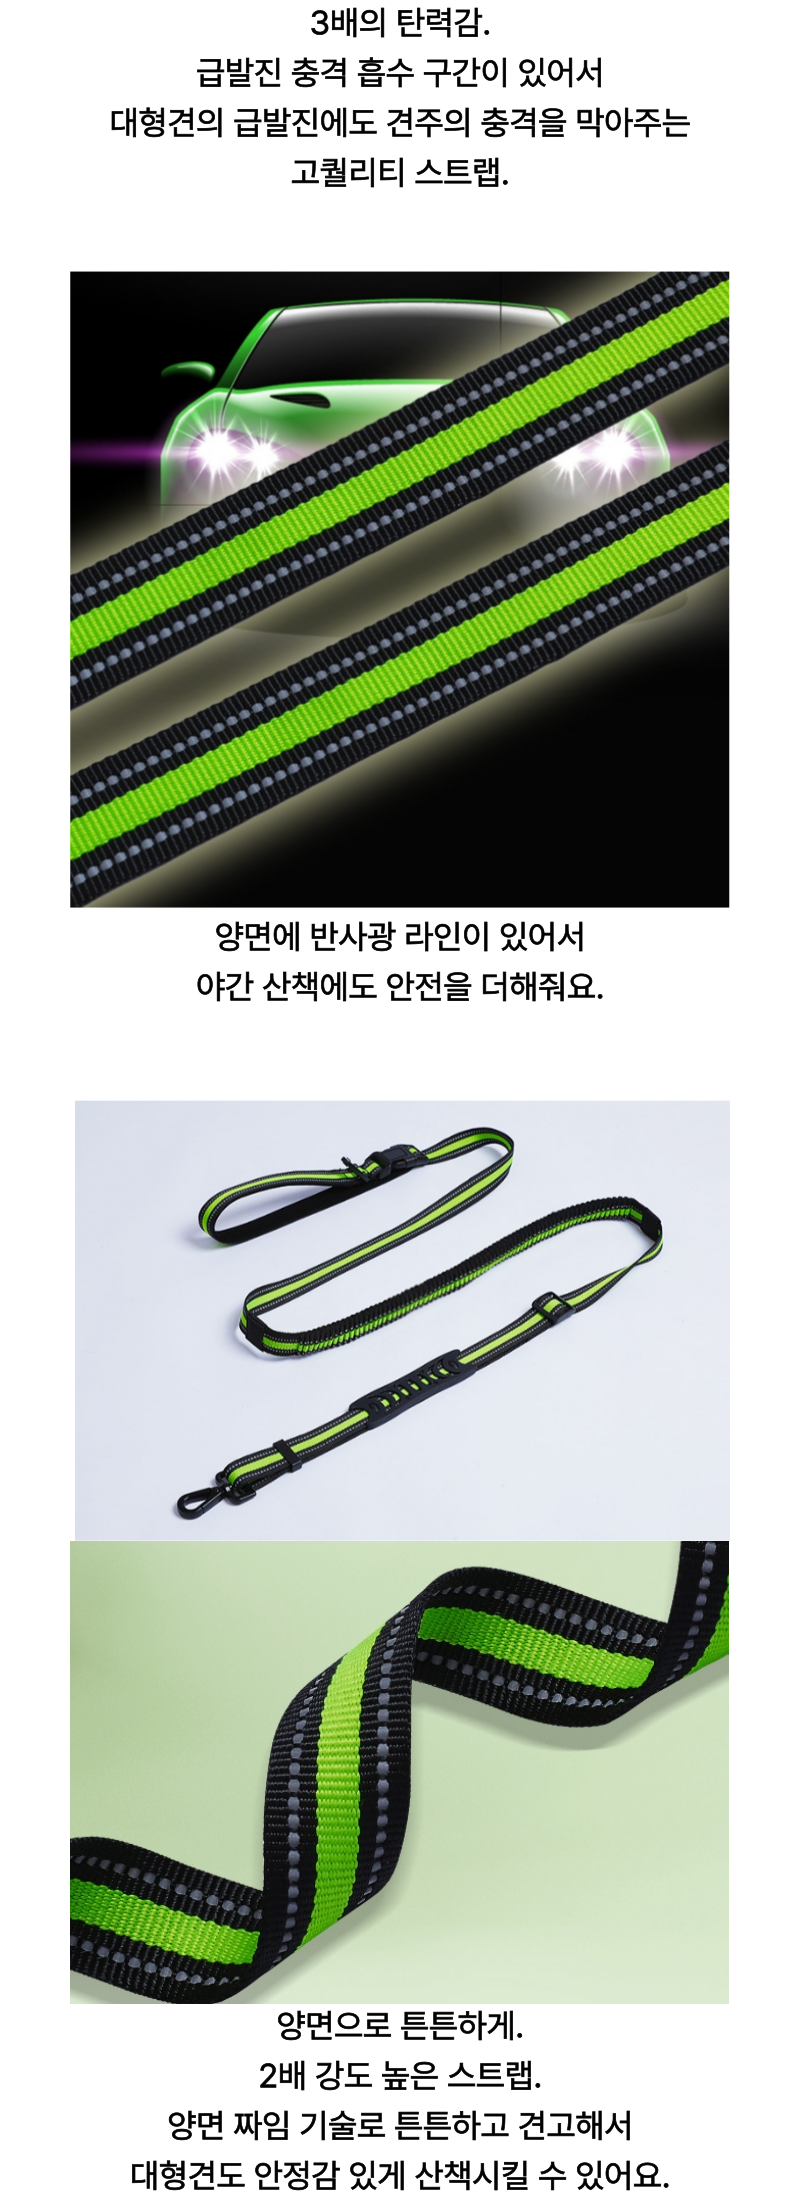 3배의 탄력감.
급발진 충격 흡수 구간이 있어서
대형견의 급발진에도 견주의 충격을 막아주는
고퀄리티 스트랩.
양면에 반사광 라인이 있어서
야간 산책에도 안전을 더해줘요.
양면으로 튼튼하게.
2배 강도 높은 스트랩.
양면 짜임 기술로 튼튼하고 견고해서
대형견도 안정감 있게 산책시킬 수 있어요.